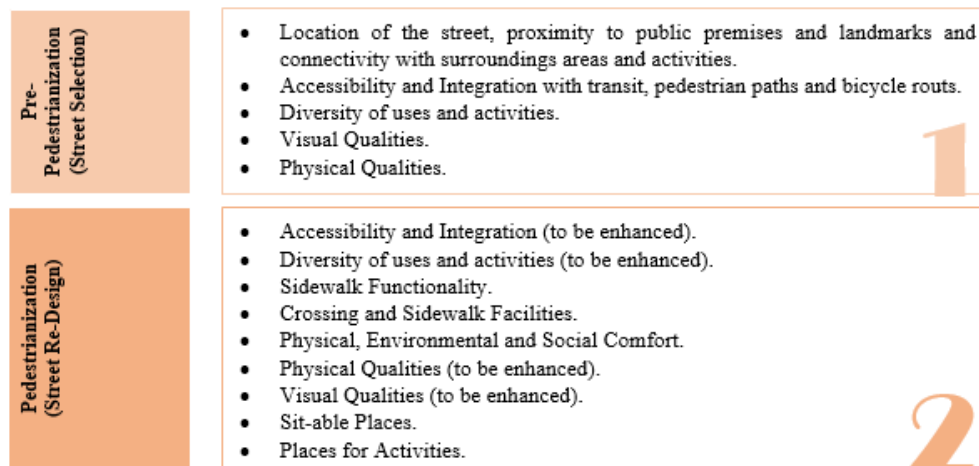 Pre-
Pedestrianization
(Street Selection)
• Location of the street, proximity to public premises and landmarks and
connectivity with surroundings areas and activities.
• Accessibility and Integration with transit, pedestrian paths and bicycle routs.
• Diversity of uses and activities.
• Visual Qualities.
• Physical Qualities.
1
Pedestrianization
(Street Re-Design)
• Accessibility and Integration (to be enhanced).
• Diversity of uses and activities (to be enhanced).
• Sidewalk Functionality.
• Crossing and Sidewalk Facilities.
• Physical, Environmental and Social Comfort.
• Physical Qualities (to be enhanced).
• Visual Qualities (to be enhanced).
• Sit-able Places.
• Places for Activities.
2